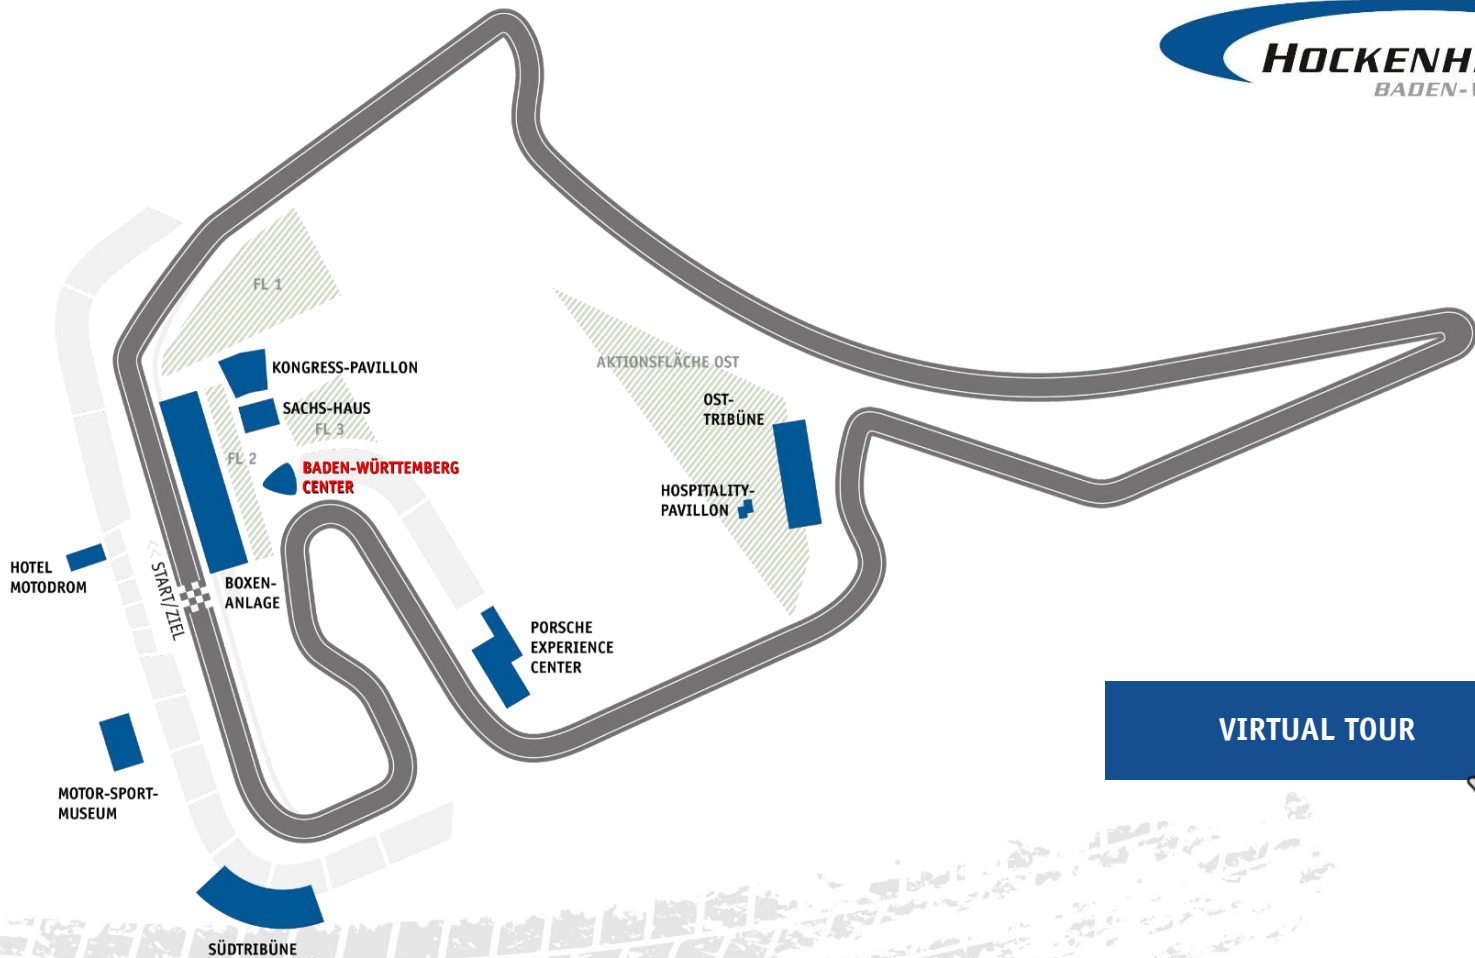 HOCKENH
BADEN-
FL 1
KONGRESS-PAVILLON
SACHS-HAUS
FL 3
FL 2
BADEN-WÜRTTEMBERG
CENTER
AKTIONSFLÄCHE OST
OST-
TRIBÜNE
HOSPITALITY-
PAVILLON
HOTEL
MOTODROM
<< START/ZIEL
BOXEN-
ANLAGE
PORSCHE
EXPERIENCE
CENTER
VIRTUAL TOUR
MOTOR-SPORT-
MUSEUM
SÜDTRIBÜNE